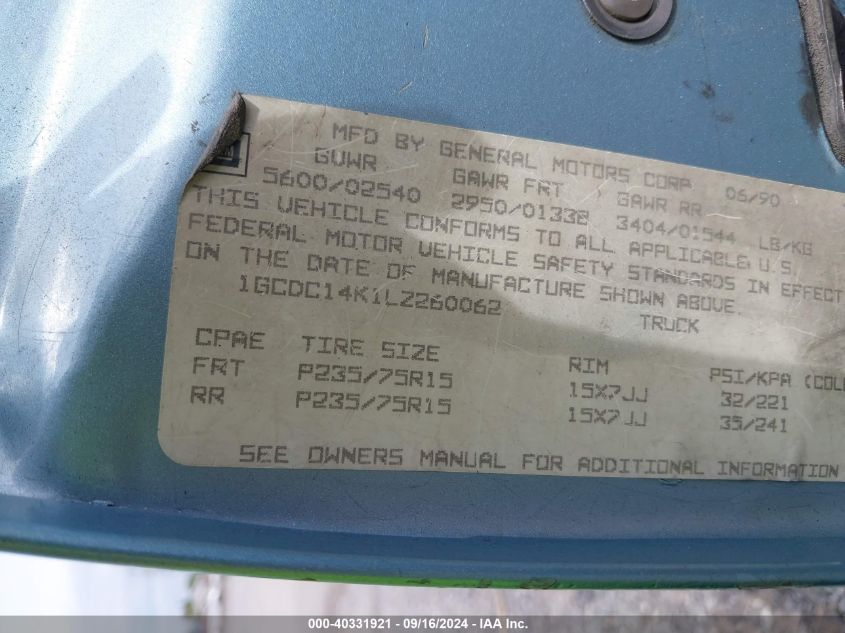 MFD BY GENERAL MOTORS CORP 06/90
GVWR GAWR FRT GAWR RR
5600/02540 2950/01338 3404/01544 LB/KG
THIS VEHICLE CONFORMS TO ALL APPLICABLE U.S.
FEDERAL MOTOR VEHICLE SAFETY STANDARDS IN EFFECT
ON THE DATE OF MANUFACTURE SHOWN ABOVE.
1GCDC14K1LZ260062 TRUCK
CPAE TIRE SIZE RIM PSI/KPA (COL
FRT P235/75R15 15X7JJ 32/221
RR P235/75R15 15X7JJ 35/241
SEE OWNERS MANUAL FOR ADDITIONAL INFORMATION
000-40331921 - 09/16/2024 - IAA Inc.